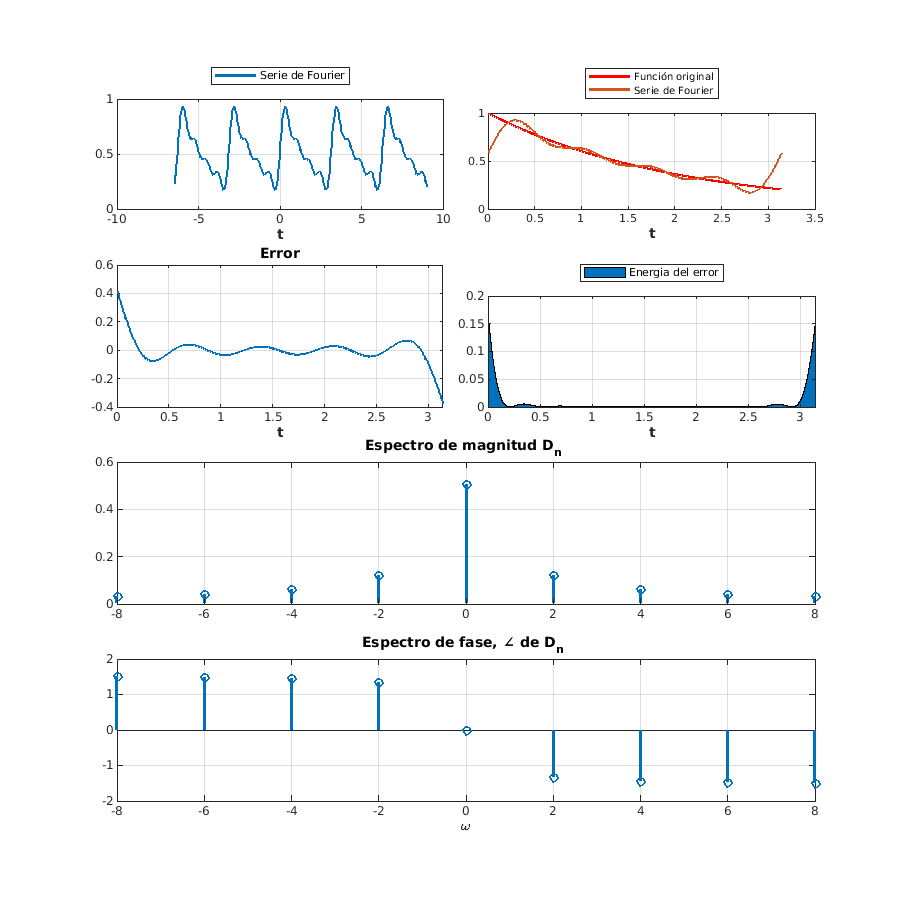 Serie de Fourier
1
0.5
0
-10 -5 0 5 10
t
Función original
Serie de Fourier
1
0.5
0
0 0.5 1 1.5 2 2.5 3 3.5
t
Error
0.6
0.4
0.2
0
-0.2
-0.4
0 0.5 1 1.5 2 2.5 3
t
Energia del error
0.2
0.15
0.1
0.05
0
0 0.5 1 1.5 2 2.5 3
t
Espectro de magnitud Dn
0.6
0.4
0.2
0
-8 -6 -4 -2 0 2 4 6 8
Espectro de fase, ∠ de Dn
2
1
0
-1
-2
-8 -6 -4 -2 0 2 4 6 8
ω